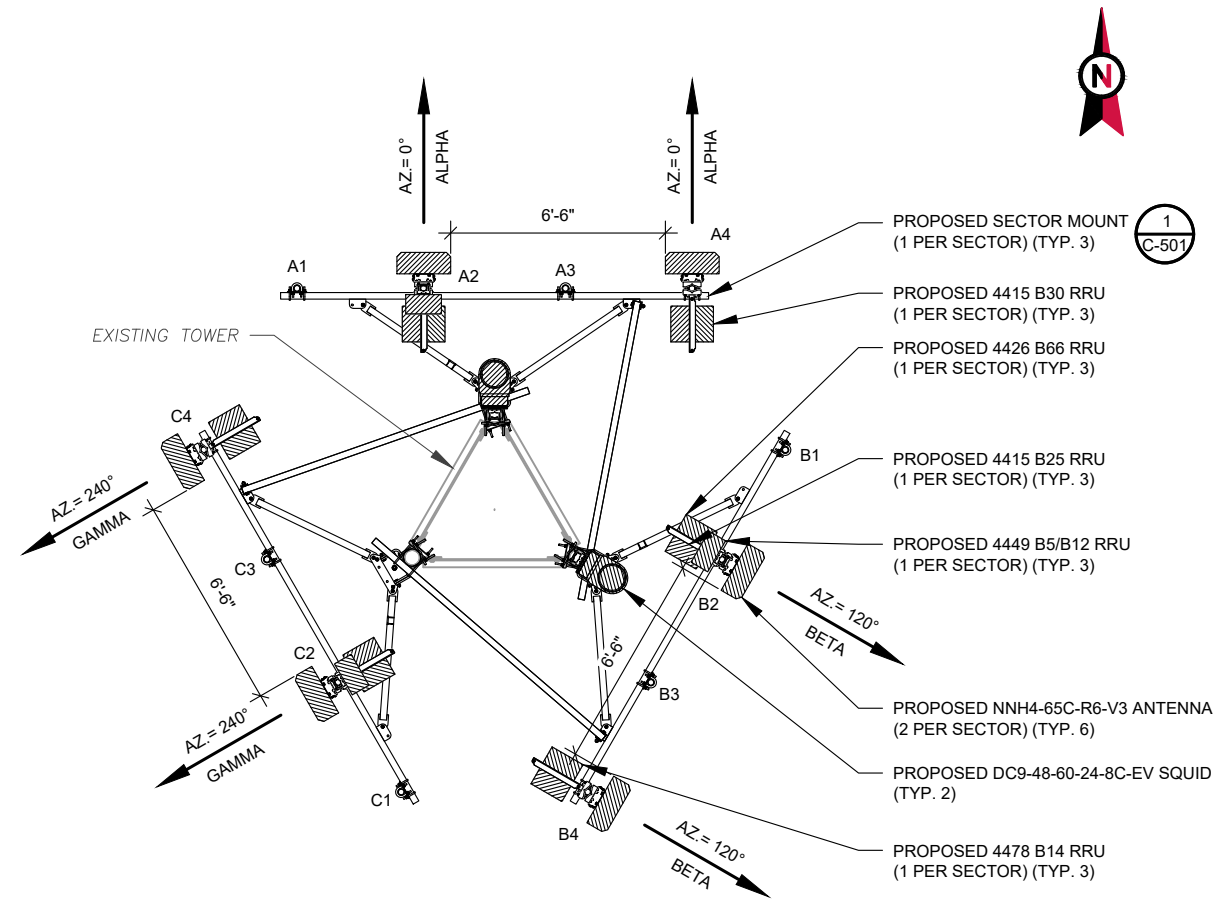 N
AZ.= 0°
ALPHA
AZ.= 0°
ALPHA
6'-6"
A1
A2
A3
A4
EXISTING TOWER
PROPOSED SECTOR MOUNT
(1 PER SECTOR) (TYP. 3)
1
C-501
PROPOSED 4415 B30 RRU
(1 PER SECTOR) (TYP. 3)
PROPOSED 4426 B66 RRU
(1 PER SECTOR) (TYP. 3)
PROPOSED 4415 B25 RRU
(1 PER SECTOR) (TYP. 3)
PROPOSED 4449 B5/B12 RRU
(1 PER SECTOR) (TYP. 3)
PROPOSED NNH4-65C-R6-V3 ANTENNA
(2 PER SECTOR) (TYP. 6)
PROPOSED DC9-48-60-24-8C-EV SQUID
(TYP. 2)
PROPOSED 4478 B14 RRU
(1 PER SECTOR) (TYP. 3)
C4
AZ.= 240°
GAMMA
C3
6'-6"
C2
AZ.= 240°
GAMMA
C1
B1
B2
AZ.= 120°
BETA
6'-6"
B3
B4
AZ.= 120°
BETA